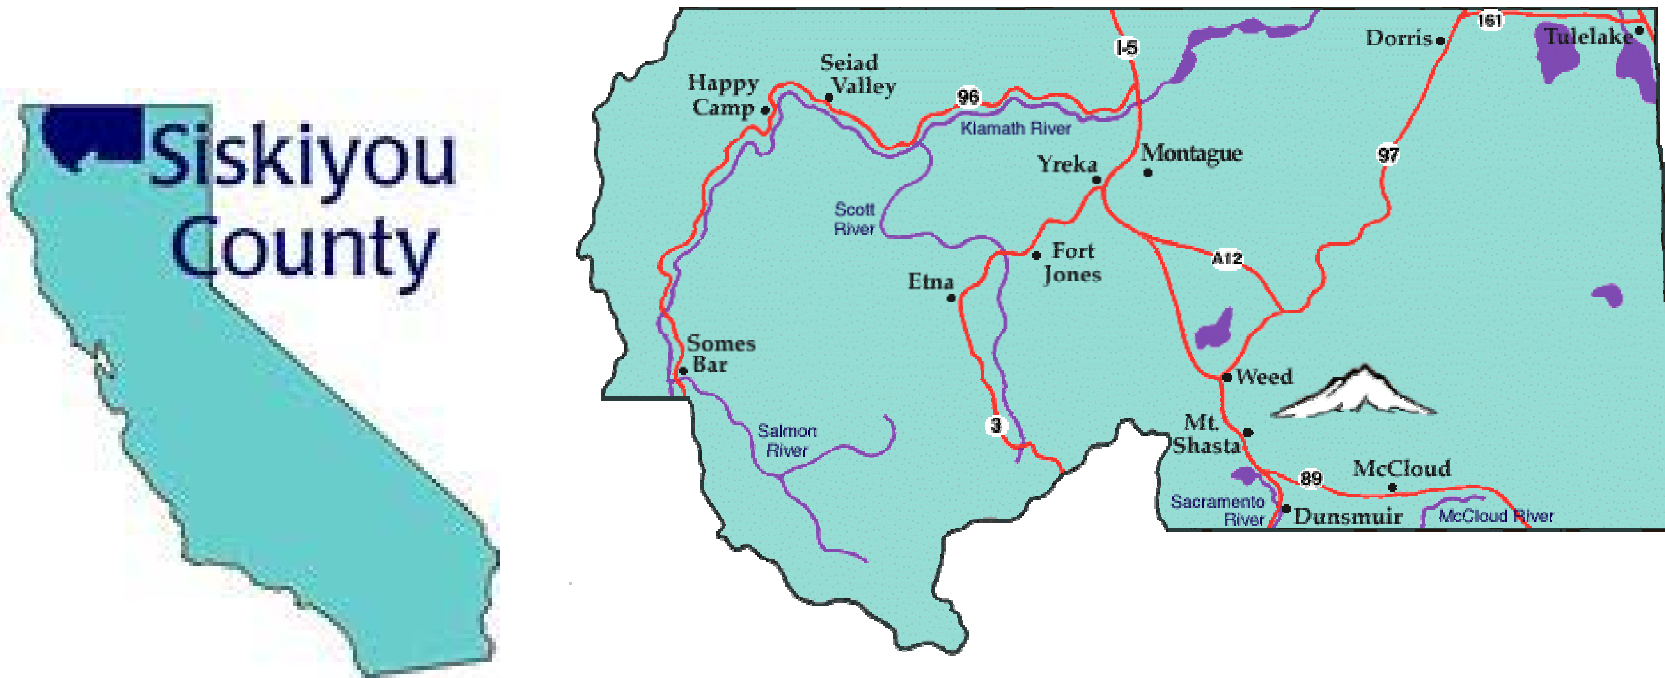 Siskiyou
County
Happy
Camp
Seiad
Valley
96
Klamath River
I-5
Dorris
161
Tulelake
Yreka
Montague
97
Scott
River
Fort
Jones
A12
Etna
Somes
Bar
Weed
Salmon
River
3
Mt.
Shasta
89
McCloud
Sacramento
River
Dunsmuir
McCloud River